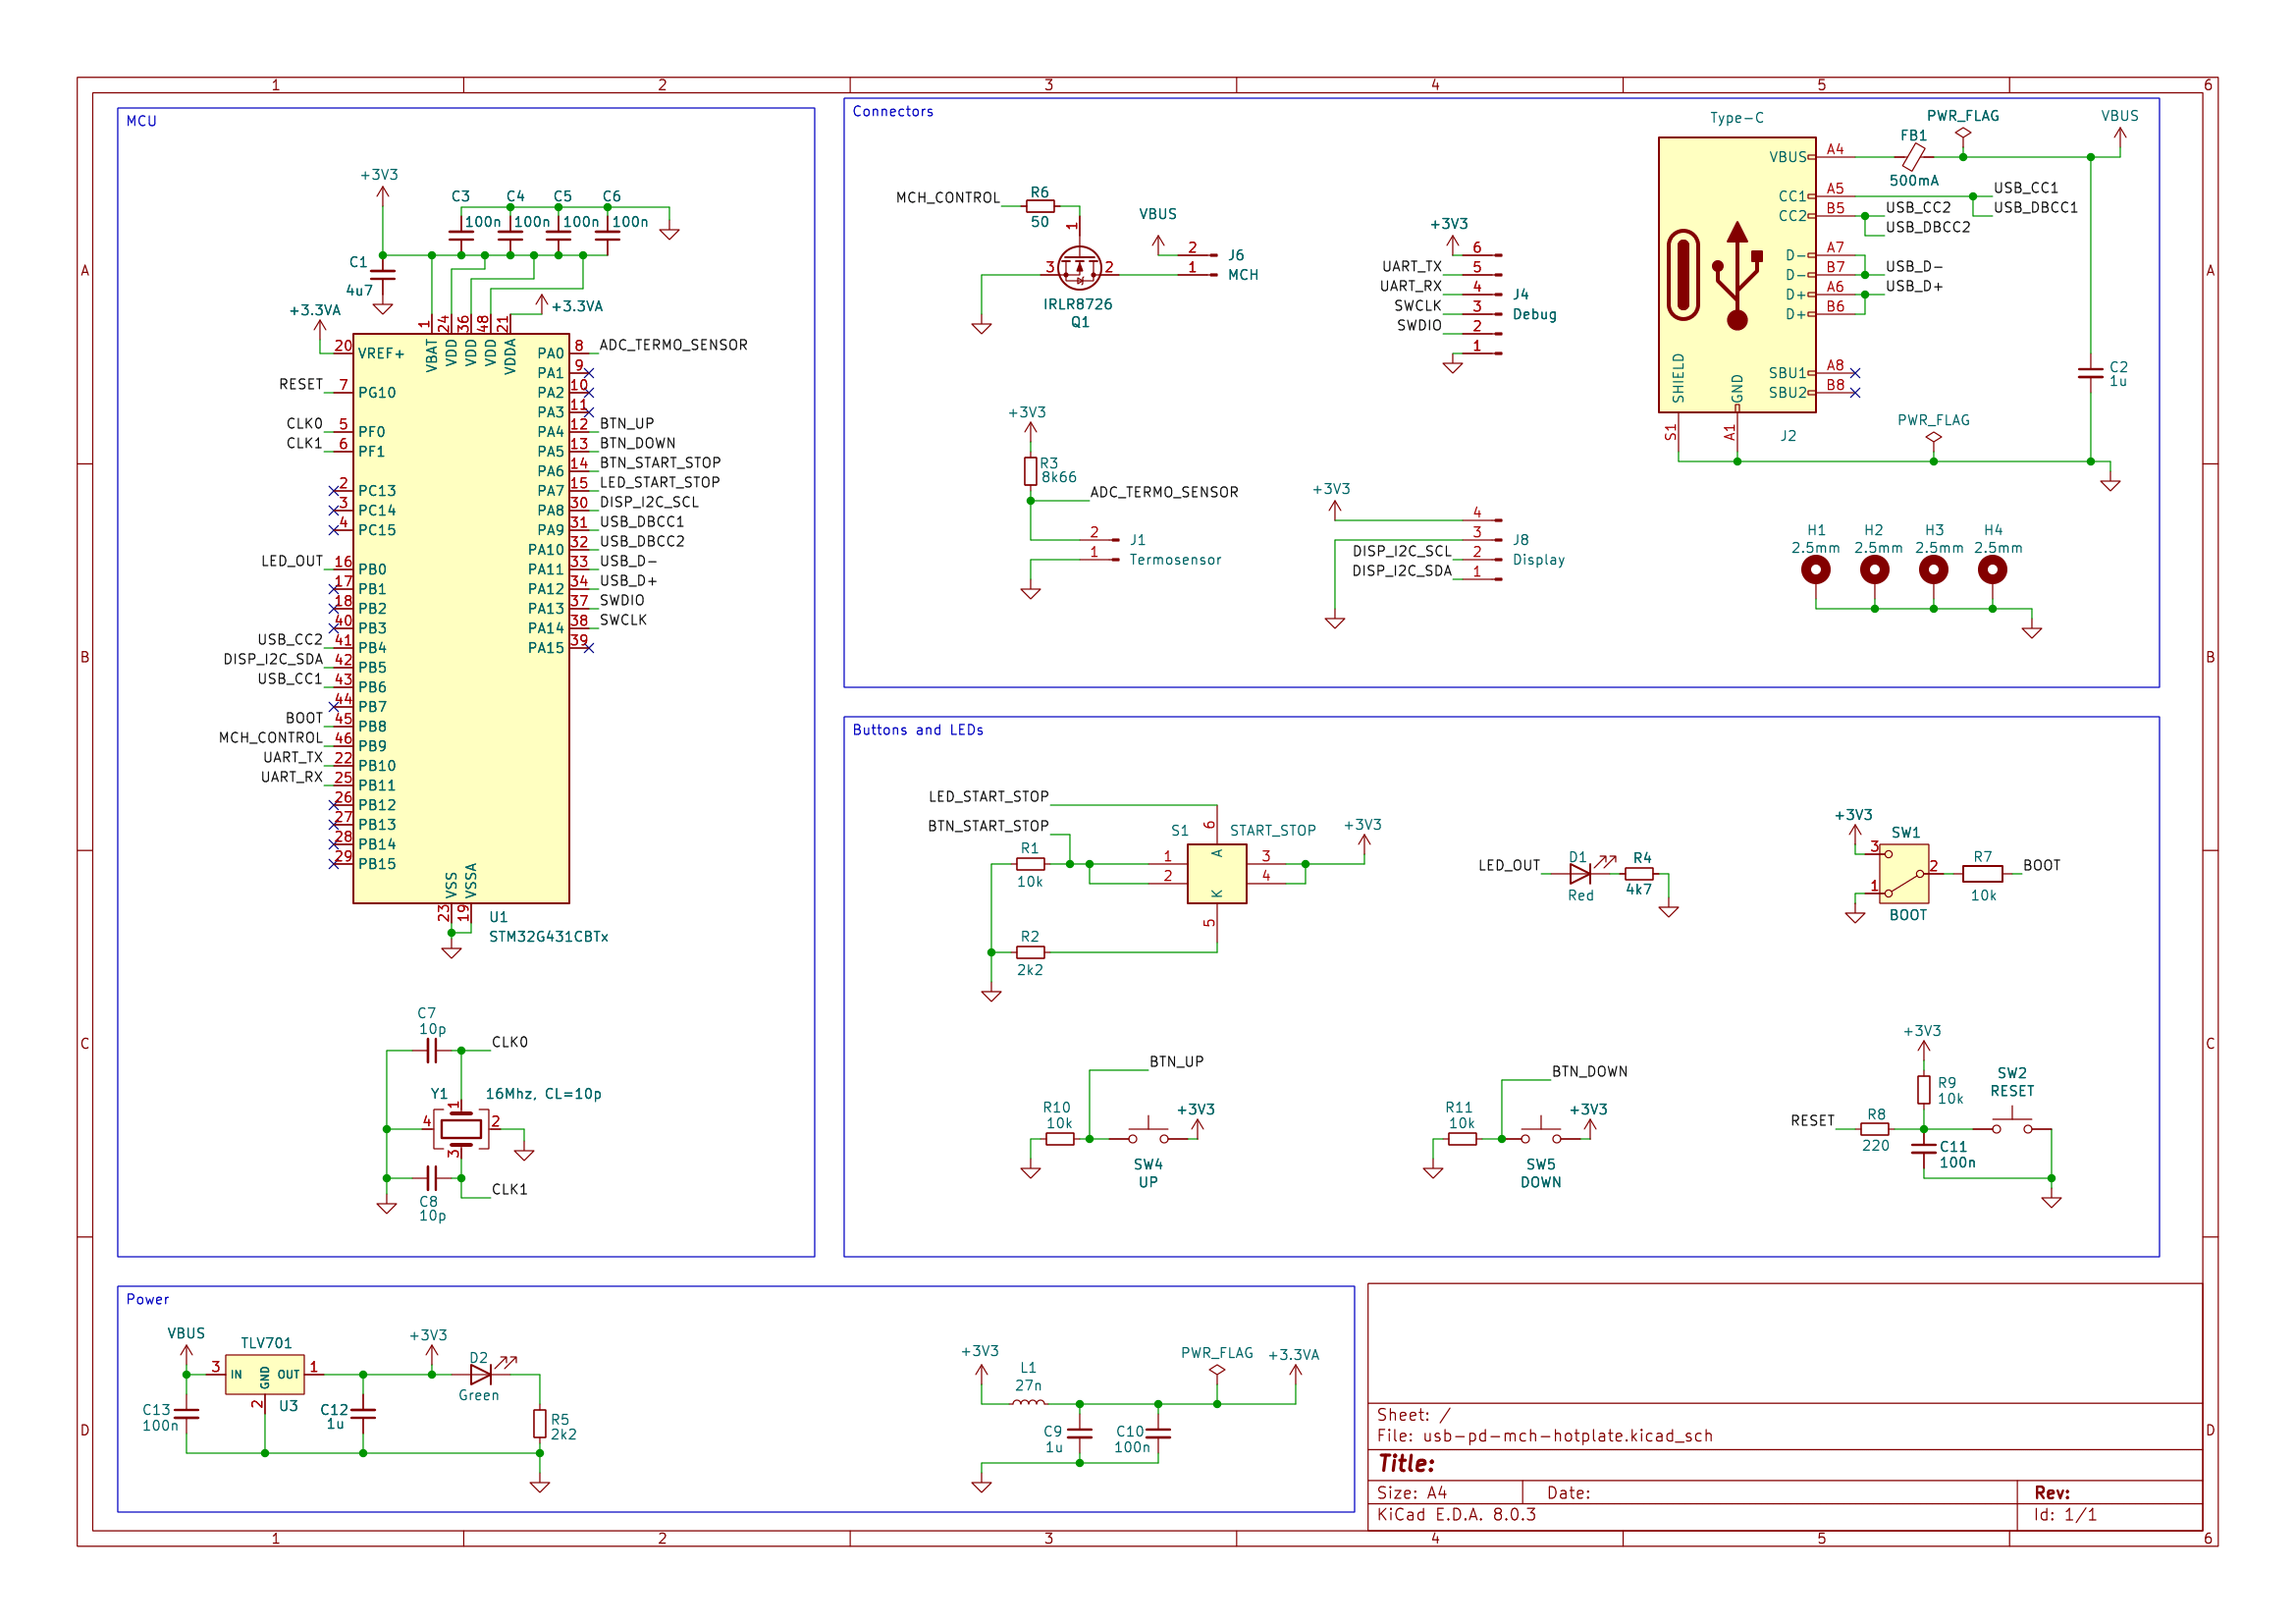 1 2 3 4 5 6
A
B
C
D
A
B
C
D
1 2 3 4 5 6
MCU
+3V3
C3
100n
C4
100n
C5
100n
C6
100n
C1
4u7
+3.3VA
+3.3VA
1 24 36 48 21
VBAT VDD VDD VDD VDDA
20 VREF+
RESET 7 PG10
CLK0 5 PF0
CLK1 6 PF1
2 PC13
3 PC14
4 PC15
LED_OUT 16 PB0
17 PB1
18 PB2
40 PB3
USB_CC2 41 PB4
DISP_I2C_SDA 42 PB5
USB_CC1 43 PB6
44 PB7
BOOT 45 PB8
MCH_CONTROL 46 PB9
UART_TX 22 PB10
UART_RX 25 PB11
26 PB12
27 PB13
28 PB14
29 PB15
PA0 8 ADC_TERMO_SENSOR
PA1 9
PA2 10
PA3 11
PA4 12 BTN_UP
PA5 13 BTN_DOWN
PA6 14 BTN_START_STOP
PA7 15 LED_START_STOP
PA8 30 DISP_I2C_SCL
PA9 31 USB_DBCC1
PA10 32 USB_DBCC2
PA11 33 USB_D-
PA12 34 USB_D+
PA13 37 SWDIO
PA14 38 SWCLK
PA15 39
VSS VSSA
23 19
U1
STM32G431CBTx
C7
10p
CLK0
Y1
16Mhz, CL=10p
1
4 2
3
C8
10p
CLK1
Connectors
MCH_CONTROL
R6
50
1
3 2
IRLR8726
Q1
VBUS
2 J6
1 MCH
+3V3
6
UART_TX 5
UART_RX 4 J4
SWCLK 3 Debug
SWDIO 2
1
Type-C
VBUS A4
CC1 A5
CC2 B5
D- A7
D- B7
D+ A6
D+ B6
SBU1 A8
SBU2 B8
SHIELD GND
S1 A1
J2
FB1
500mA
PWR_FLAG
VBUS
USB_CC1
USB_DBCC1
USB_CC2
USB_DBCC2
USB_D-
USB_D+
C2
1u
PWR_FLAG
+3V3
R3
8k66
ADC_TERMO_SENSOR
2 J1
1 Termosensor
+3V3
4
3 J8
DISP_I2C_SCL 2 Display
DISP_I2C_SDA 1
H1
2.5mm
H2
2.5mm
H3
2.5mm
H4
2.5mm
Buttons and LEDs
LED_START_STOP
BTN_START_STOP
R1
10k
R2
2k2
S1
START_STOP
6
A
1 3
2 4
K
5
+3V3
LED_OUT
D1
Red
R4
4k7
+3V3
SW1
3
2
1
BOOT
R7
10k
BOOT
BTN_UP
R10
10k
+3V3
SW4
UP
BTN_DOWN
R11
10k
+3V3
SW5
DOWN
+3V3
R9
10k
SW2
RESET
RESET
R8
220
C11
100n
Power
VBUS
TLV701
3 IN OUT 1
GND
2
U3
C13
100n
C12
1u
+3V3
D2
Green
R5
2k2
+3V3
L1
27n
C9
1u
C10
100n
PWR_FLAG
+3.3VA
Sheet: /
File: usb-pd-mch-hotplate.kicad_sch
Title:
Size: A4 Date: Rev:
KiCad E.D.A. 8.0.3 Id: 1/1